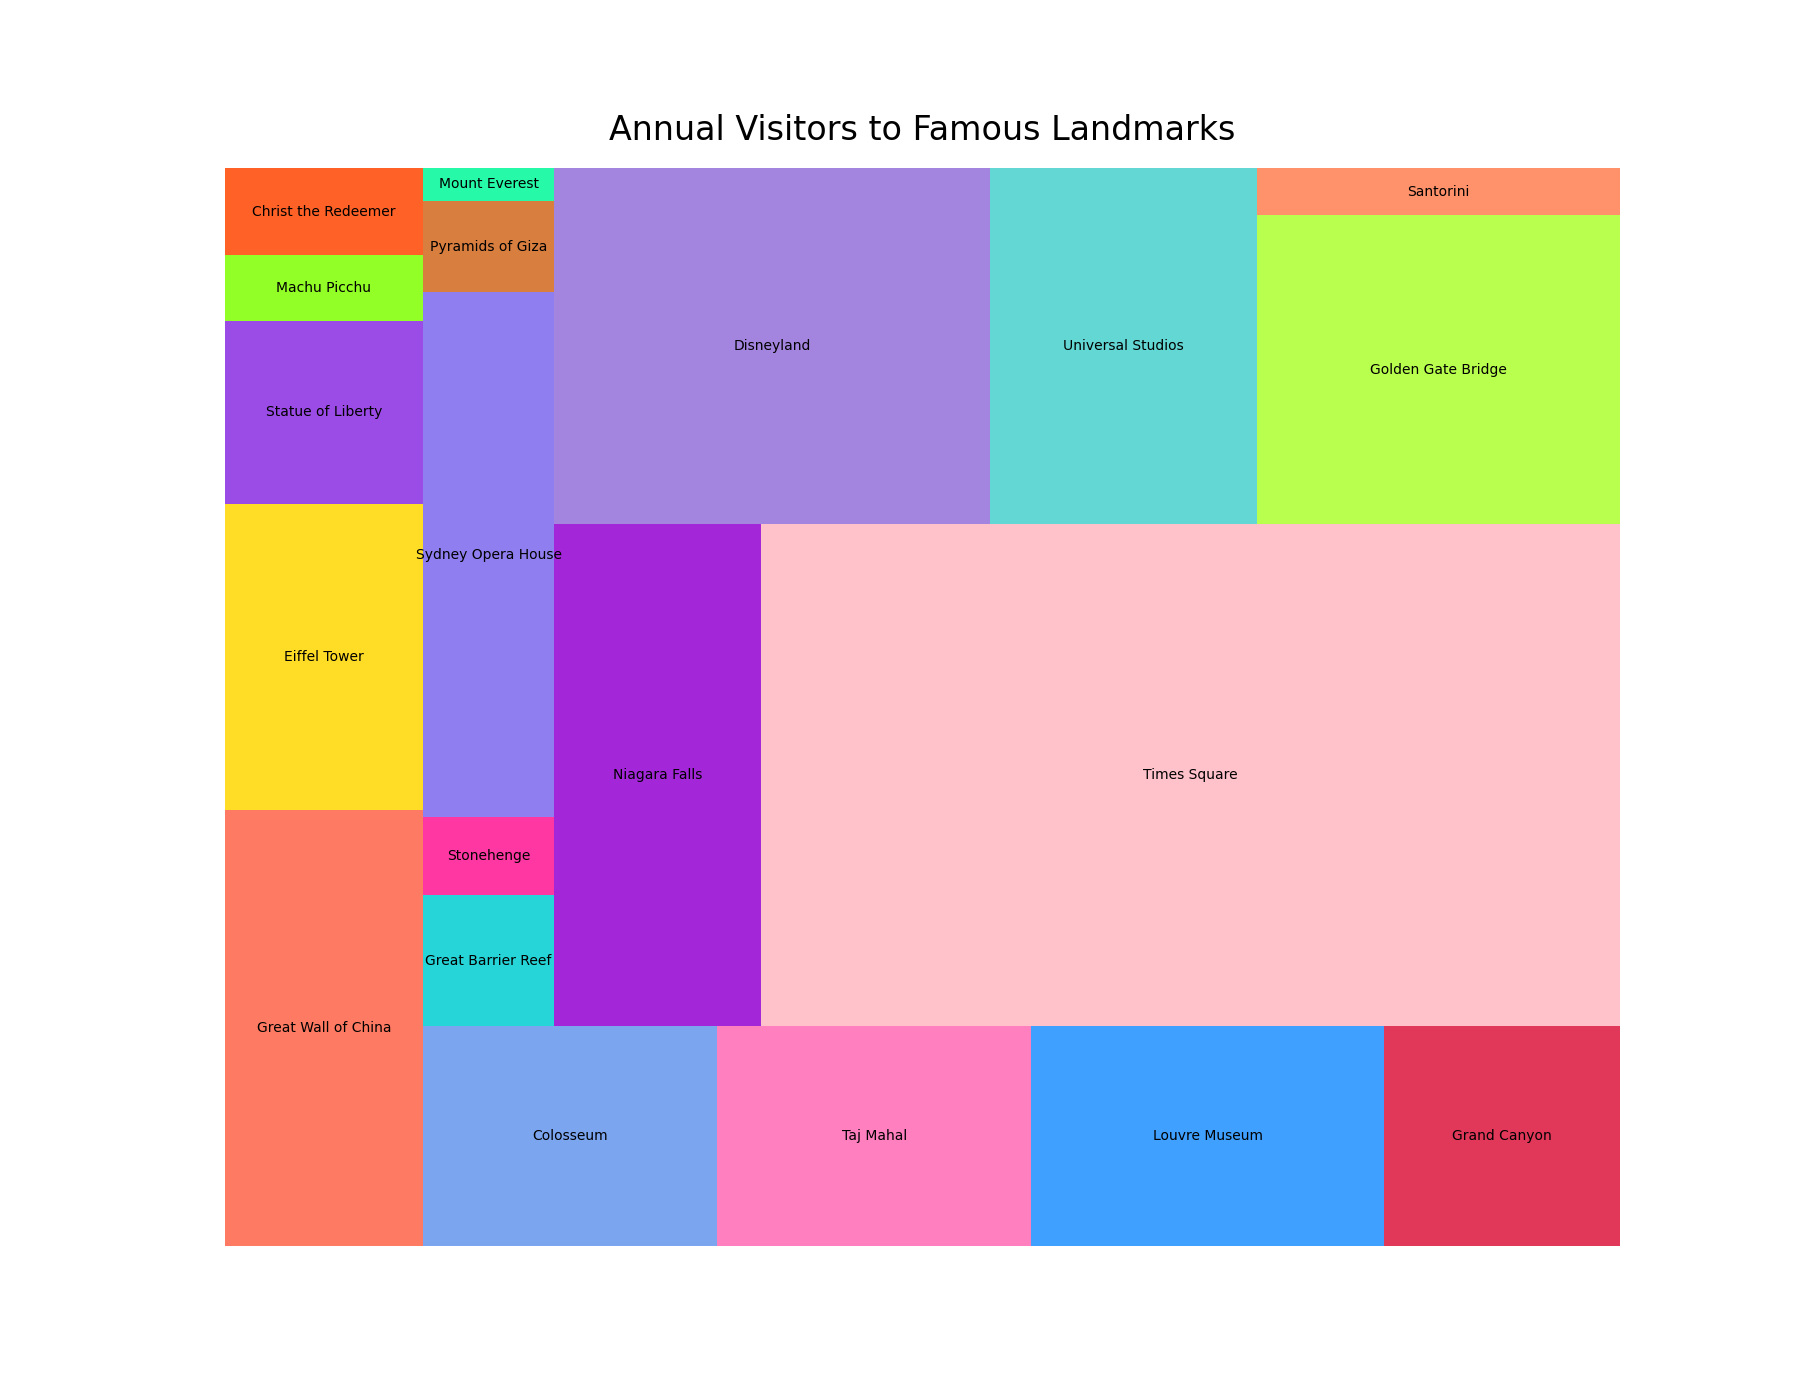 Annual Visitors to Famous Landmarks
Christ the Redeemer
Mount Everest
Santorini
Pyramids of Giza
Machu Picchu
Disneyland
Universal Studios
Golden Gate Bridge
Statue of Liberty
Sydney Opera House
Eiffel Tower
Niagara Falls
Times Square
Stonehenge
Great Barrier Reef
Great Wall of China
Colosseum
Taj Mahal
Louvre Museum
Grand Canyon